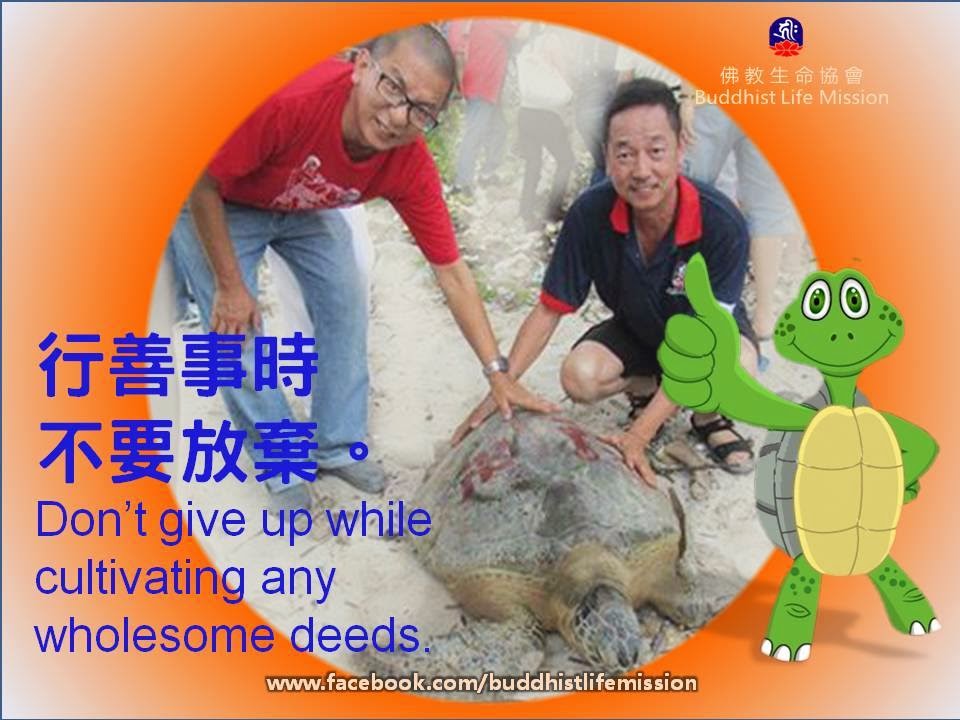 佛教生命協會
Buddhist Life Mission
行善事時
不要放棄。
Don't give up while
cultivating any
wholesome deeds.
www.facebook.com/buddhistlifemission